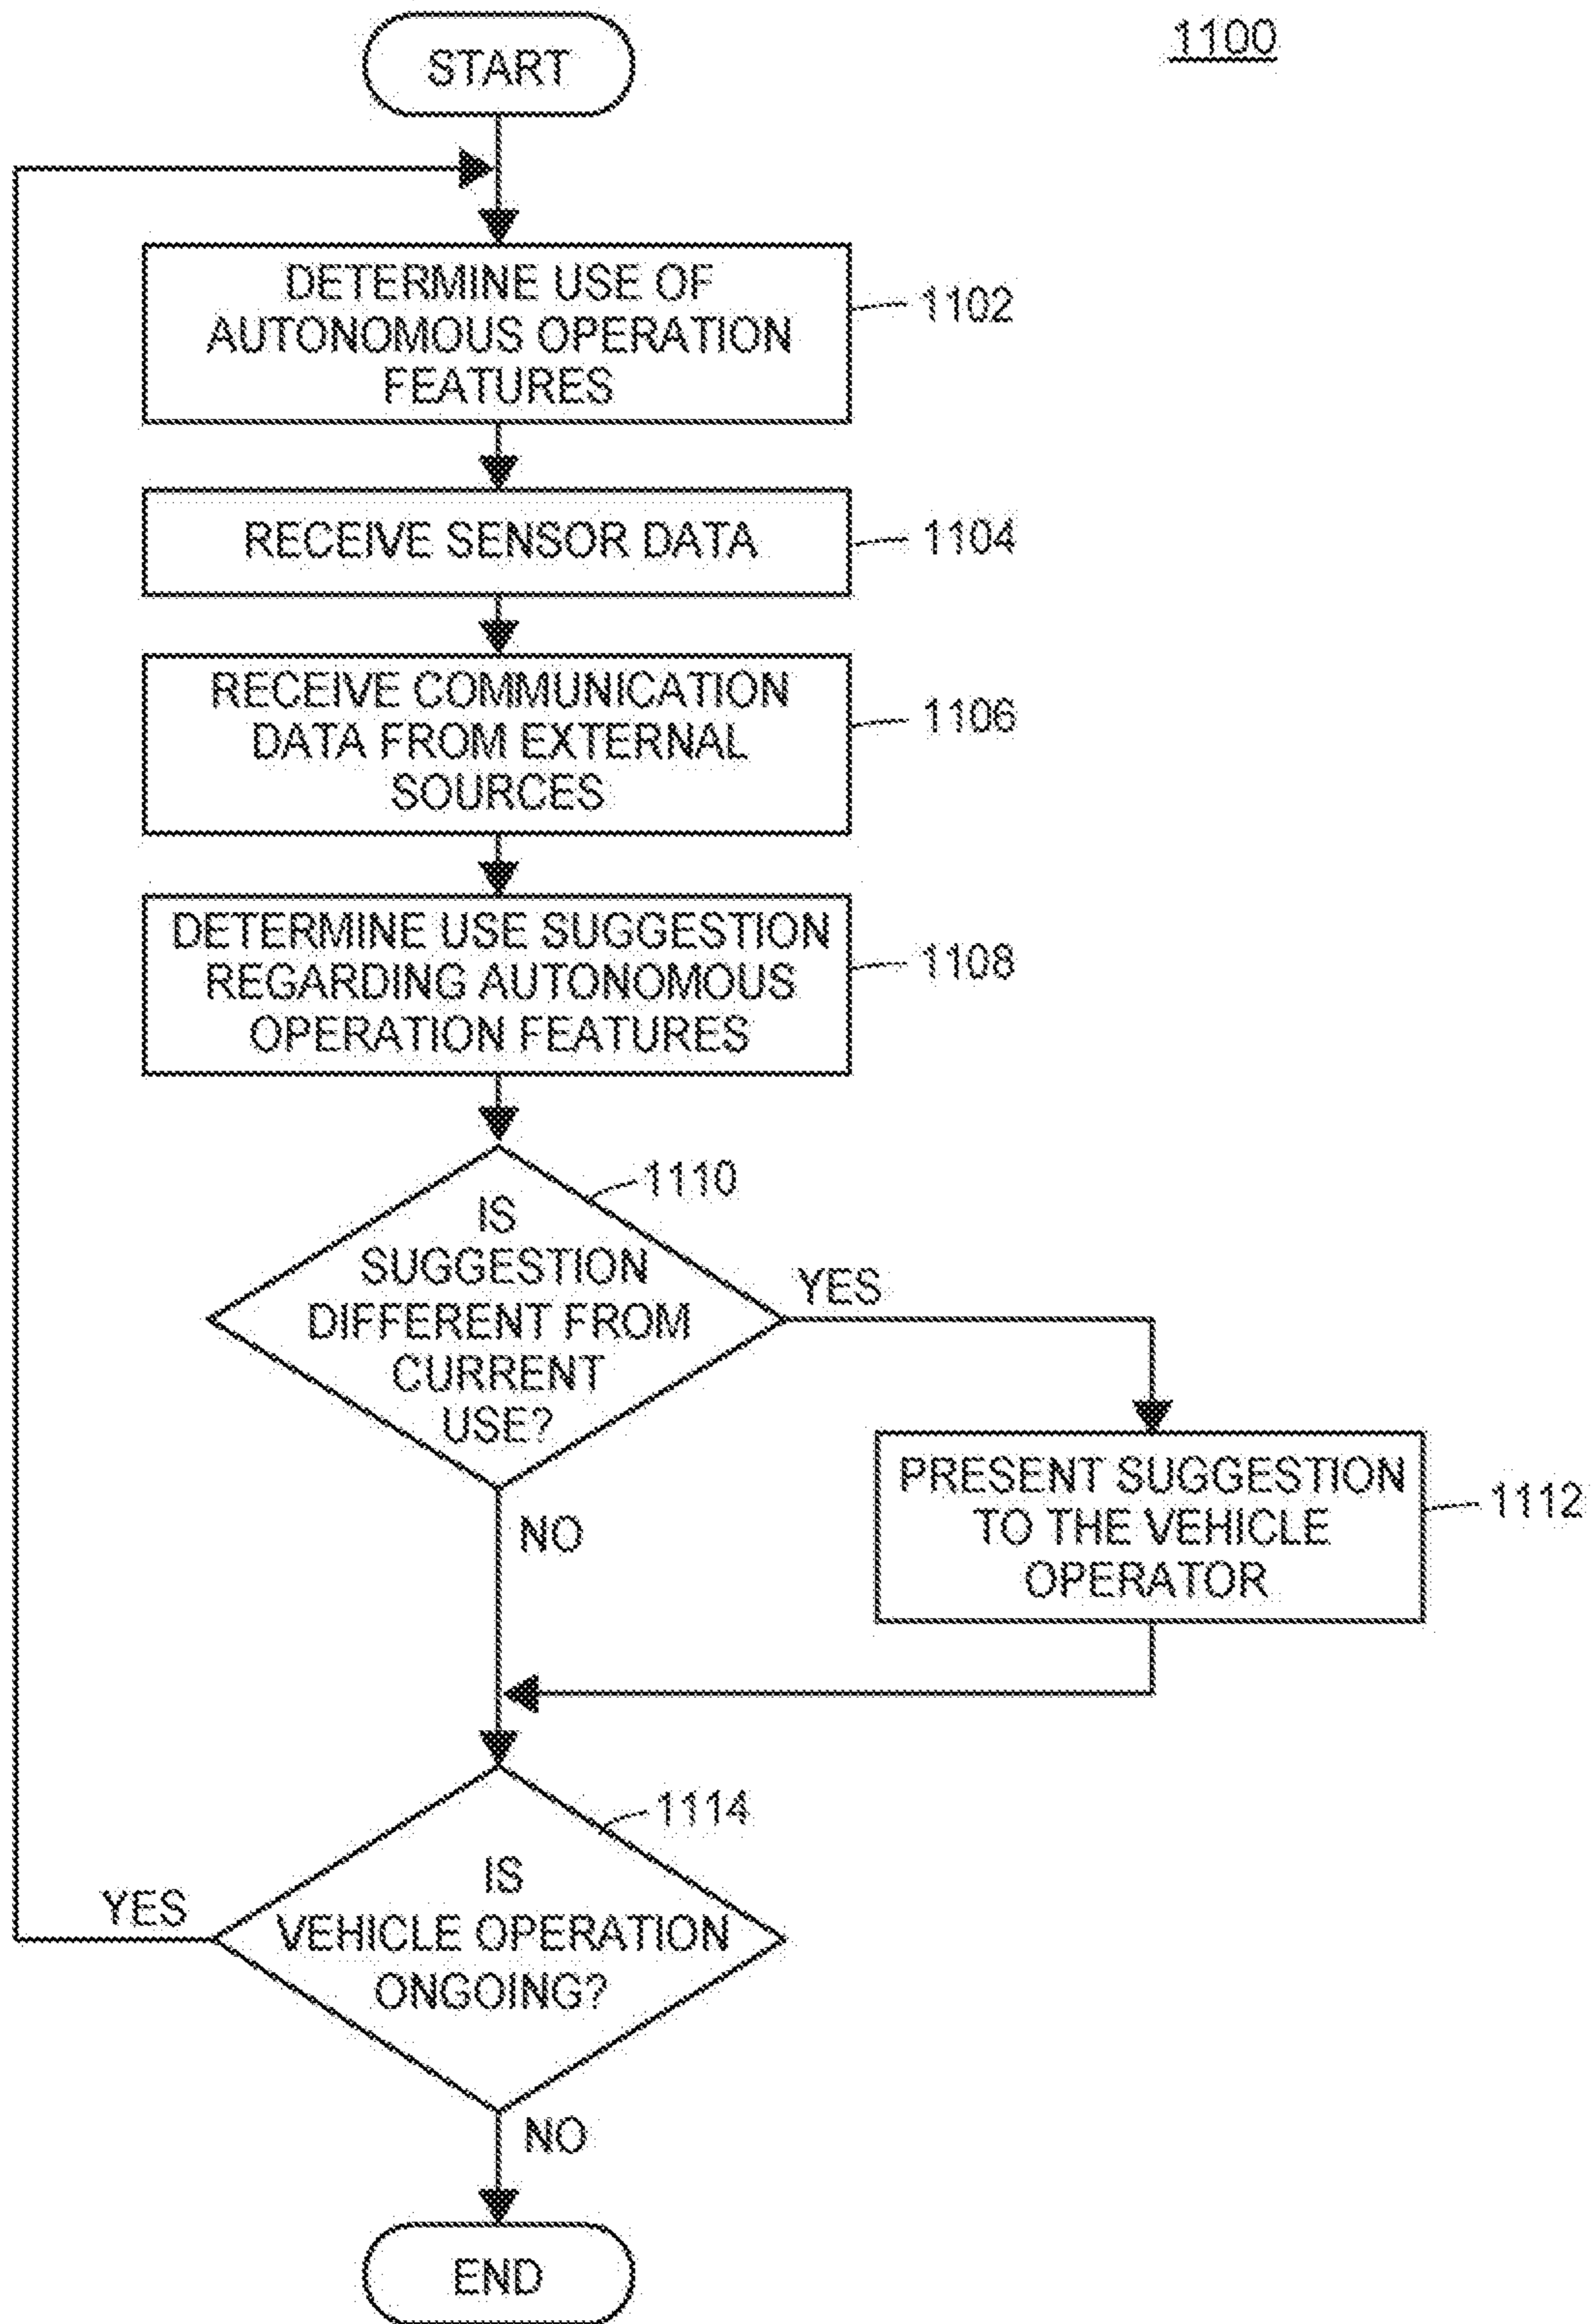 1100
START
DETERMINE USE OF
AUTONOMOUS OPERATION
FEATURES
1102
RECEIVE SENSOR DATA
1104
RECEIVE COMMUNICATION
DATA FROM EXTERNAL
SOURCES
1106
DETERMINE USE SUGGESTION
REGARDING AUTONOMOUS
OPERATION FEATURES
1108
1110
IS
SUGGESTION
DIFFERENT FROM
CURRENT
USE?
YES
NO
PRESENT SUGGESTION
TO THE VEHICLE
OPERATOR
1112
1114
IS
VEHICLE OPERATION
ONGOING?
YES
NO
END